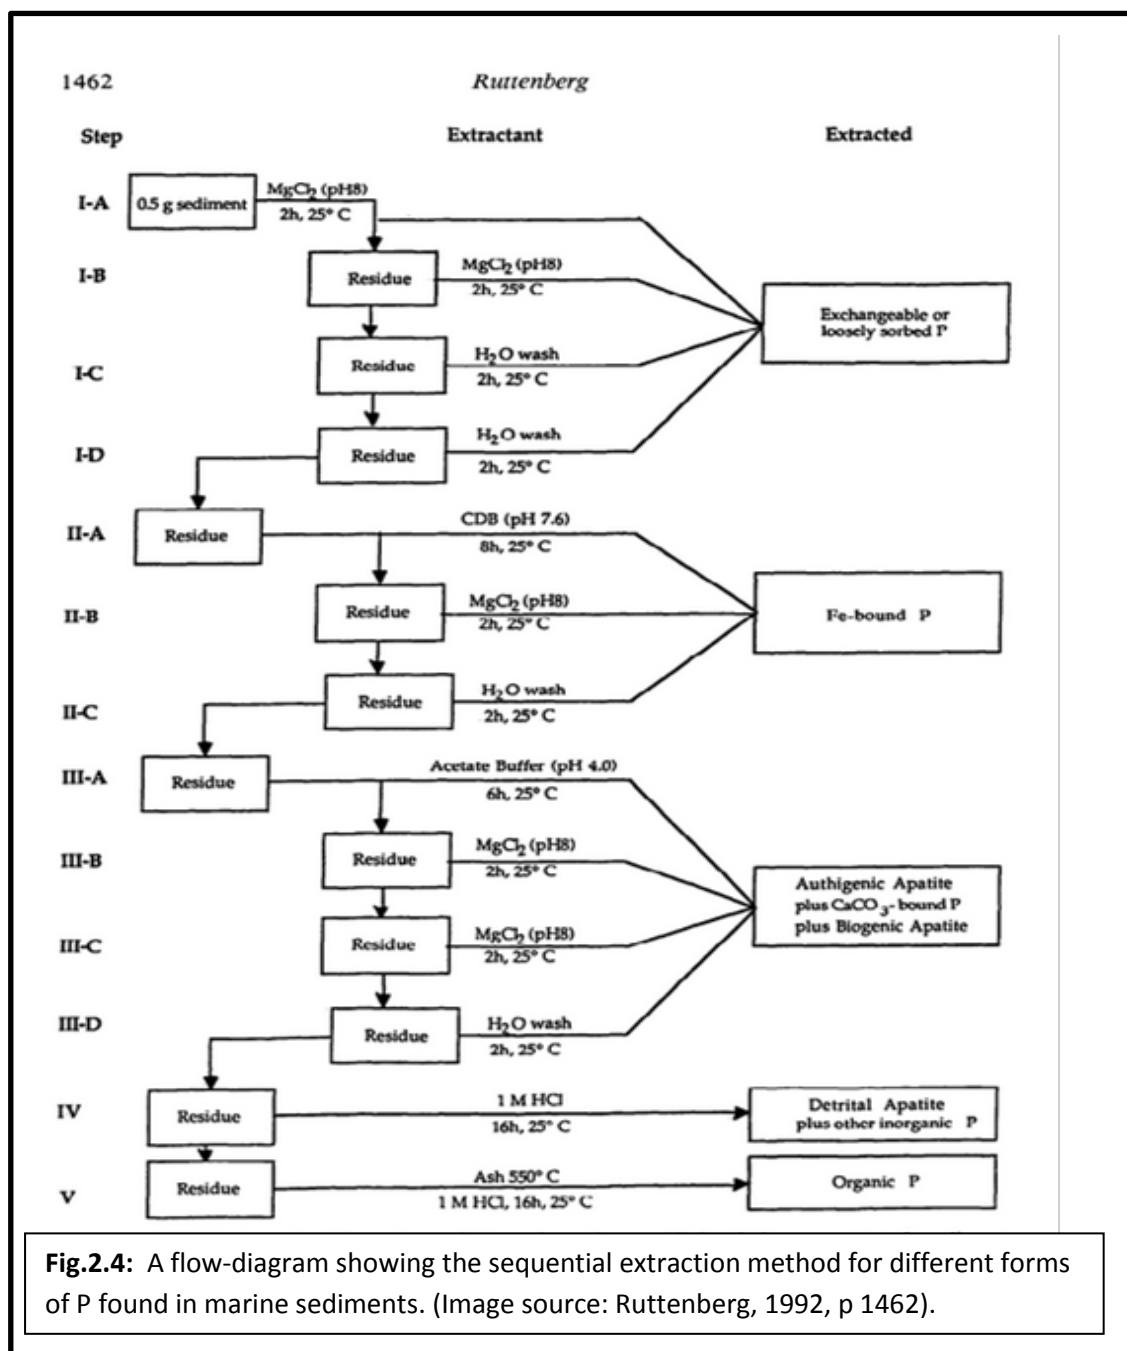 1462 Ruttenberg
Step Extractant Extracted
I-A
0.5 g sediment
MgCl₂ (pH8)
2h, 25° C
I-B
Residue
MgCl₂ (pH8)
2h, 25° C
Exchangeable or
loosely sorbed P
I-C
Residue
H₂O wash
2h, 25° C
I-D
Residue
H₂O wash
2h, 25° C
II-A
Residue
CDB (pH 7.6)
8h, 25° C
II-B
Residue
MgCl₂ (pH8)
2h, 25° C
Fe-bound P
II-C
Residue
H₂O wash
2h, 25° C
III-A
Residue
Acetate Buffer (pH 4.0)
6h, 25° C
III-B
Residue
MgCl₂ (pH8)
2h, 25° C
Authigenic Apatite
plus CaCO₃-bound P
plus Biogenic Apatite
III-C
Residue
MgCl₂ (pH8)
2h, 25° C
III-D
Residue
H₂O wash
2h, 25° C
IV
Residue
1 M HCl
16h, 25° C
Detrital Apatite
plus other inorganic P
V
Residue
Ash 550° C
1 M HCl, 16h, 25° C
Organic P
Fig.2.4: A flow-diagram showing the sequential extraction method for different forms
of P found in marine sediments. (Image source: Ruttenberg, 1992, p 1462).